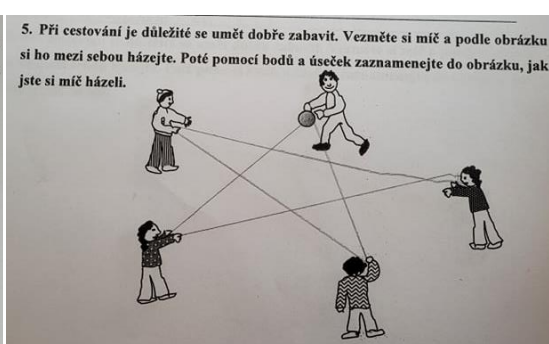 5. Při cestování je důležité se umět dobře zabavit. Vezměte si míč a podle obrázku
si ho mezi sebou házejte. Poté pomocí bodů a úseček zaznamenejte do obrázku, jak
jste si míč házeli.